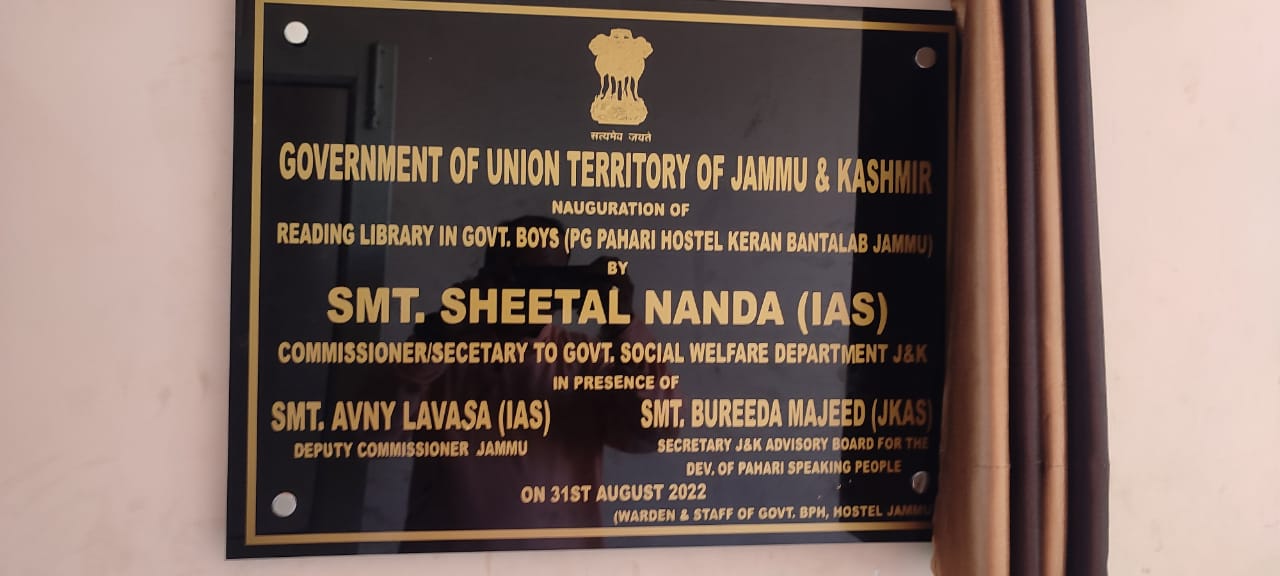 सत्यमेव जयते
GOVERNMENT OF UNION TERRITORY OF JAMMU & KASHMIR
NAUGURATION OF
READING LIBRARY IN GOVT. BOYS (PG PAHARI HOSTEL KERAN BANTALAB JAMMU)
BY
SMT. SHEETAL NANDA (IAS)
COMMISSIONER/SECETARY TO GOVT. SOCIAL WELFARE DEPARTMENT J&K
IN PRESENCE OF
SMT. AVNY LAVASA (IAS)
DEPUTY COMMISSIONER JAMMU
SMT. BUREEDA MAJEED (JKAS)
SECRETARY J&K ADVISORY BOARD FOR THE
DEV. OF PAHARI SPEAKING PEOPLE
ON 31ST AUGUST 2022
(WARDEN & STAFF OF GOVT. BPH, HOSTEL JAMMU